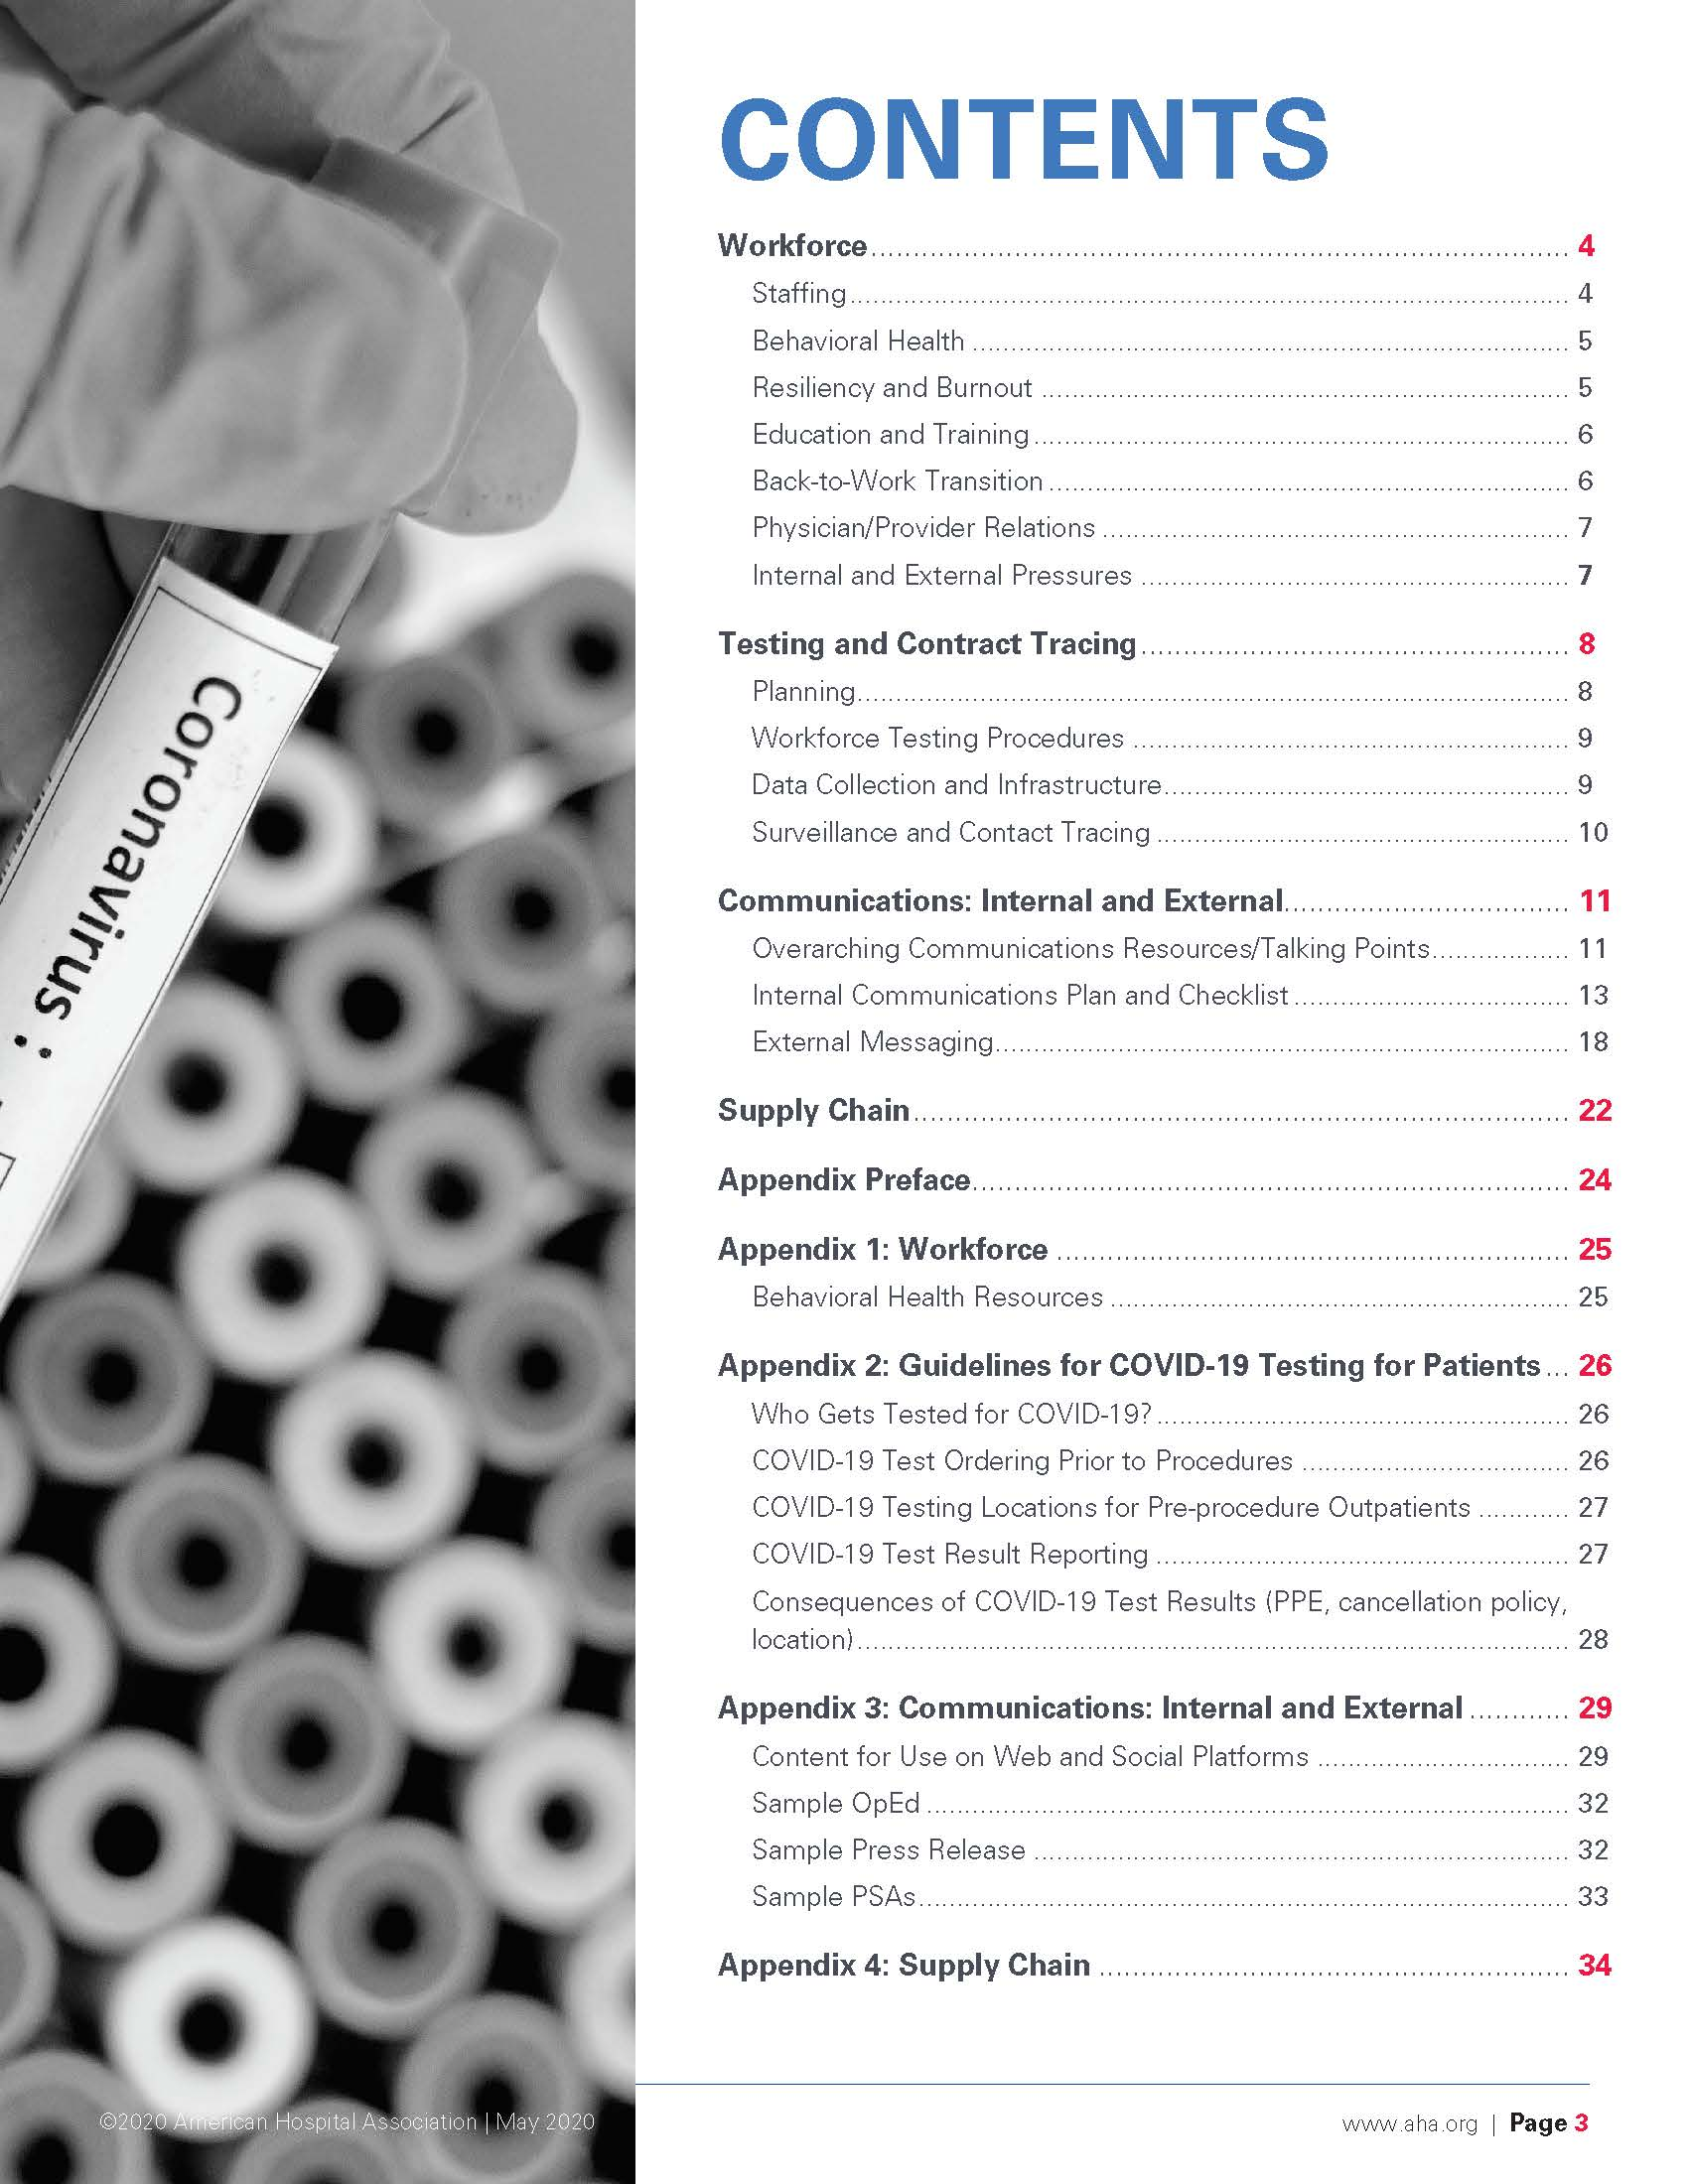 CONTENTS
Workforce 4
Staffing 4
Behavioral Health 5
Resiliency and Burnout 5
Education and Training 6
Back-to-Work Transition 6
Physician/Provider Relations 7
Internal and External Pressures 7
Testing and Contract Tracing 8
Planning 8
Workforce Testing Procedures 9
Data Collection and Infrastructure 9
Surveillance and Contact Tracing 10
Communications: Internal and External 11
Overarching Communications Resources/Talking Points 11
Internal Communications Plan and Checklist 13
External Messaging 18
Supply Chain 22
Appendix Preface 24
Appendix 1: Workforce 25
Behavioral Health Resources 25
Appendix 2: Guidelines for COVID-19 Testing for Patients 26
Who Gets Tested for COVID-19? 26
COVID-19 Test Ordering Prior to Procedures 26
COVID-19 Testing Locations for Pre-procedure Outpatients 27
COVID-19 Test Result Reporting 27
Consequences of COVID-19 Test Results (PPE, cancellation policy,
location) 28
Appendix 3: Communications: Internal and External 29
Content for Use on Web and Social Platforms 29
Sample OpEd 32
Sample Press Release 32
Sample PSAs 33
Appendix 4: Supply Chain 34
Coronavirus :
©2020 American Hospital Association | May 2020
www.aha.org | Page 3